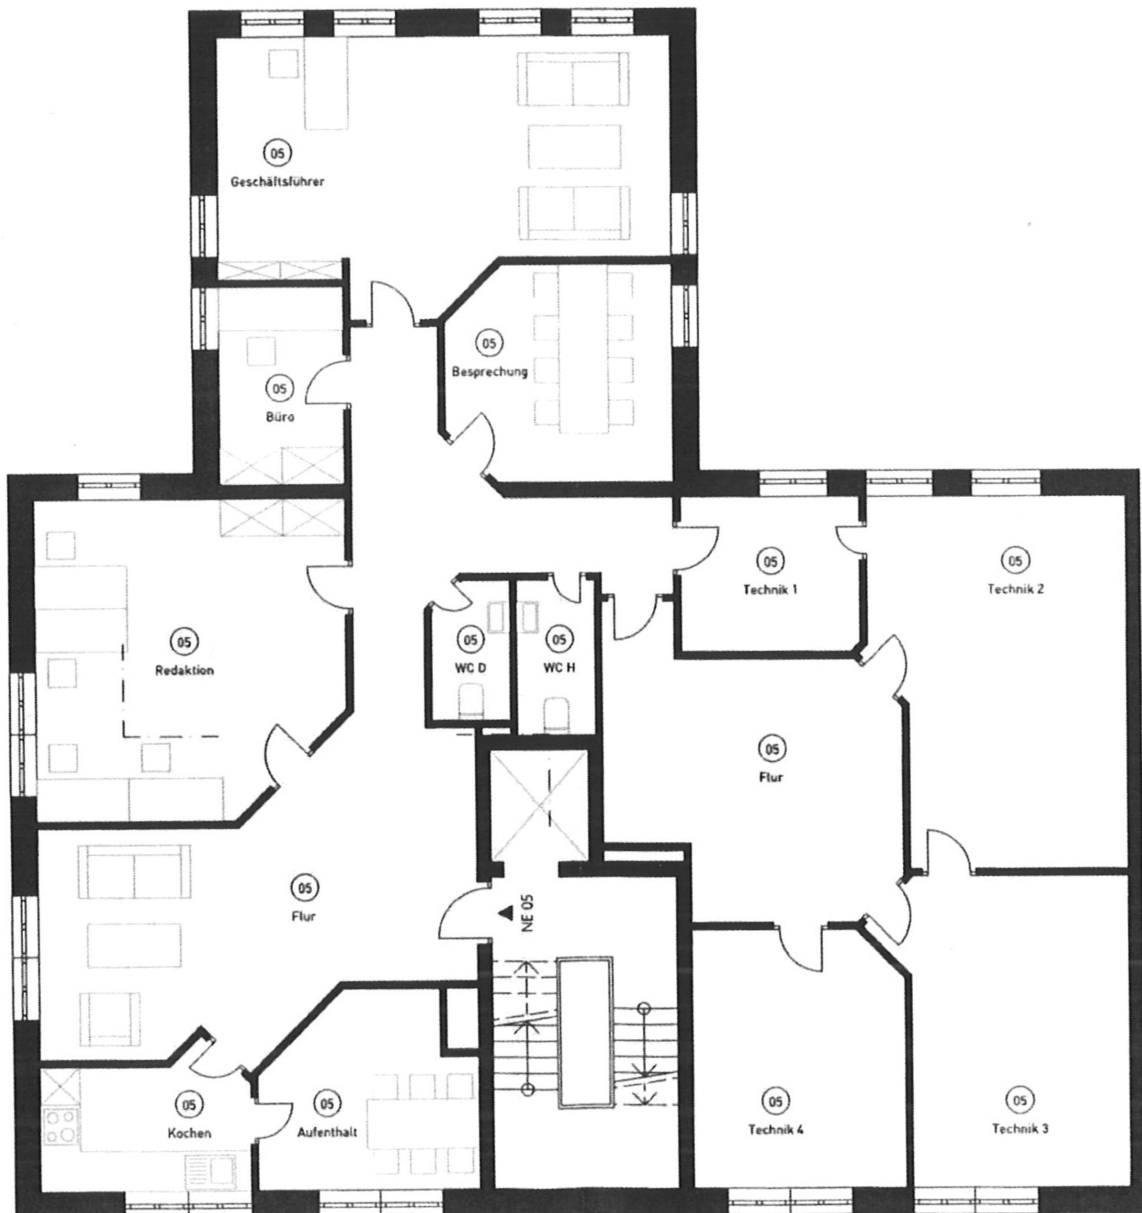 05
Geschäftsführer
05
Besprechung
05
Büro
05
Technik 1
05
Technik 2
05
Redaktion
05
WC D
05
WC H
05
Flur
05
Flur
NE 05
05
Kochen
05
Aufenthalt
05
Technik 4
05
Technik 3